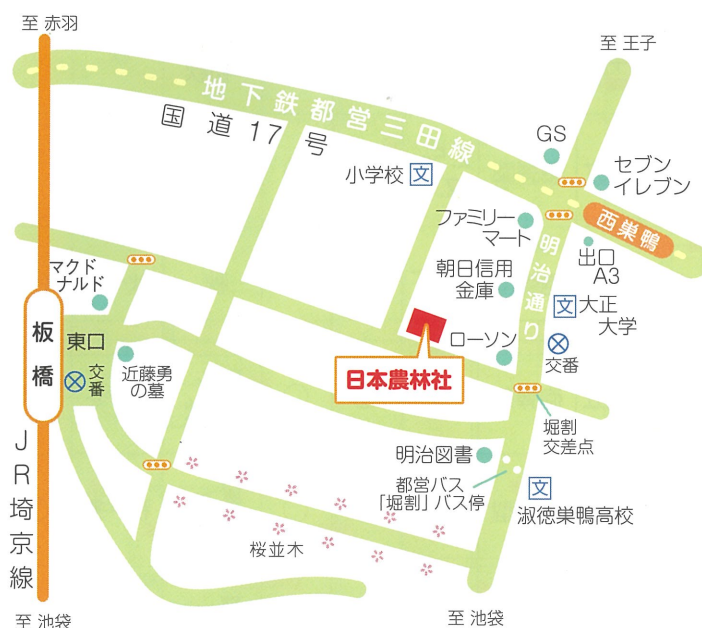 至 赤羽
至 王子
地下鉄都営三田線
国道17号
GS
セブン
イレブン
小学校 文
ファミリー
マート
西巣鴨
出口
A3
明治通り
朝日信用
金庫
文 大正
大学
マクド
ナルド
板橋
東口
交番
近藤勇
の墓
ローソン
交番
日本農林社
堀割
交差点
明治図書
都営バス
「堀割」バス停
文
淑徳巣鴨高校
桜並木
JR埼京線
至 池袋
至 池袋